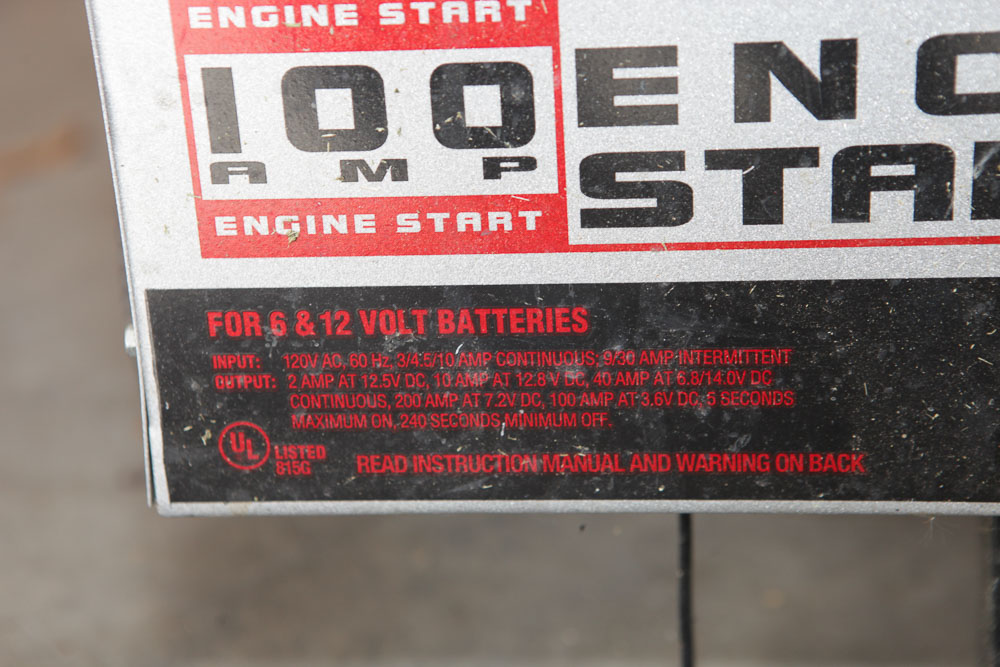 ENGINE START
100
AMP
ENGINE START
ENG
STAR
FOR 6 & 12 VOLT BATTERIES
INPUT: 120V AC, 60 Hz, 3/4.5/10 AMP CONTINUOUS; 9/30 AMP INTERMITTENT
OUTPUT: 2 AMP AT 12.5V DC, 10 AMP AT 12.8 V DC, 40 AMP AT 6.8/14.0V DC
CONTINUOUS, 200 AMP AT 7.2V DC, 100 AMP AT 3.6V DC, 5 SECONDS
MAXIMUM ON, 240 SECONDS MINIMUM OFF.
UL LISTED
815G
READ INSTRUCTION MANUAL AND WARNING ON BACK